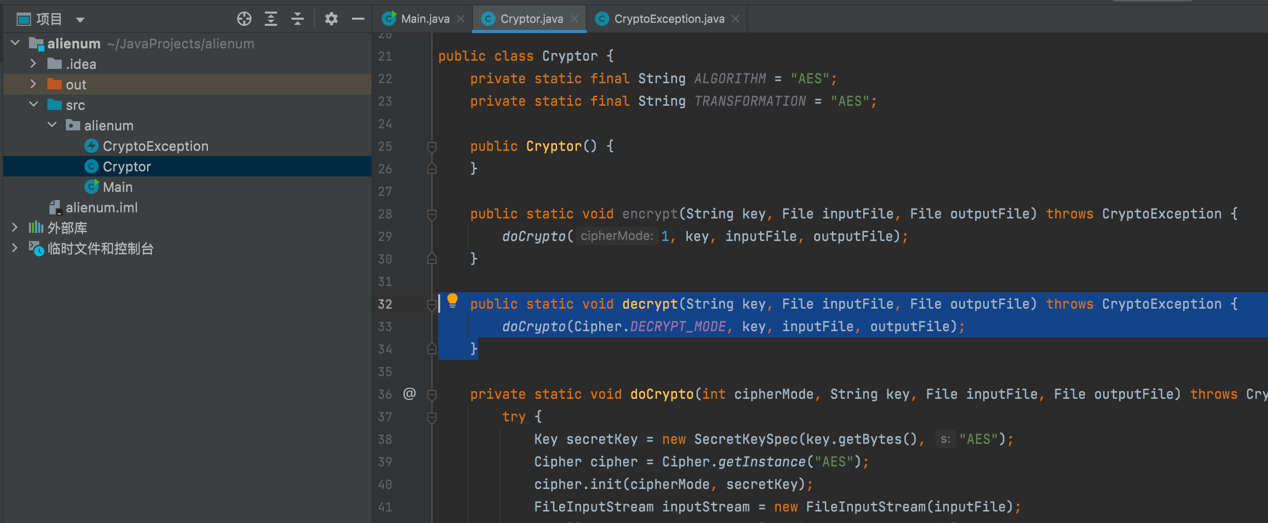 项目
Main.java
Cryptor.java
CryptoException.java
alienum ~/JavaProjects/alienum
.idea
out
src
alienum
CryptoException
Cryptor
Main
alienum.iml
外部库
临时文件和控制台
20
21 public class Cryptor {
22 private static final String ALGORITHM = "AES";
23 private static final String TRANSFORMATION = "AES";
24
25 public Cryptor() {
26 }
27
28 public static void encrypt(String key, File inputFile, File outputFile) throws CryptoException {
29 doCrypto( cipherMode: 1, key, inputFile, outputFile);
30 }
31
32 public static void decrypt(String key, File inputFile, File outputFile) throws CryptoException {
33 doCrypto(Cipher.DECRYPT_MODE, key, inputFile, outputFile);
34 }
35
36 @ private static void doCrypto(int cipherMode, String key, File inputFile, File outputFile) throws Cry
37 try {
38 Key secretKey = new SecretKeySpec(key.getBytes(), s: "AES");
39 Cipher cipher = Cipher.getInstance("AES");
40 cipher.init(cipherMode, secretKey);
41 FileInputStream inputStream = new FileInputStream(inputFile);